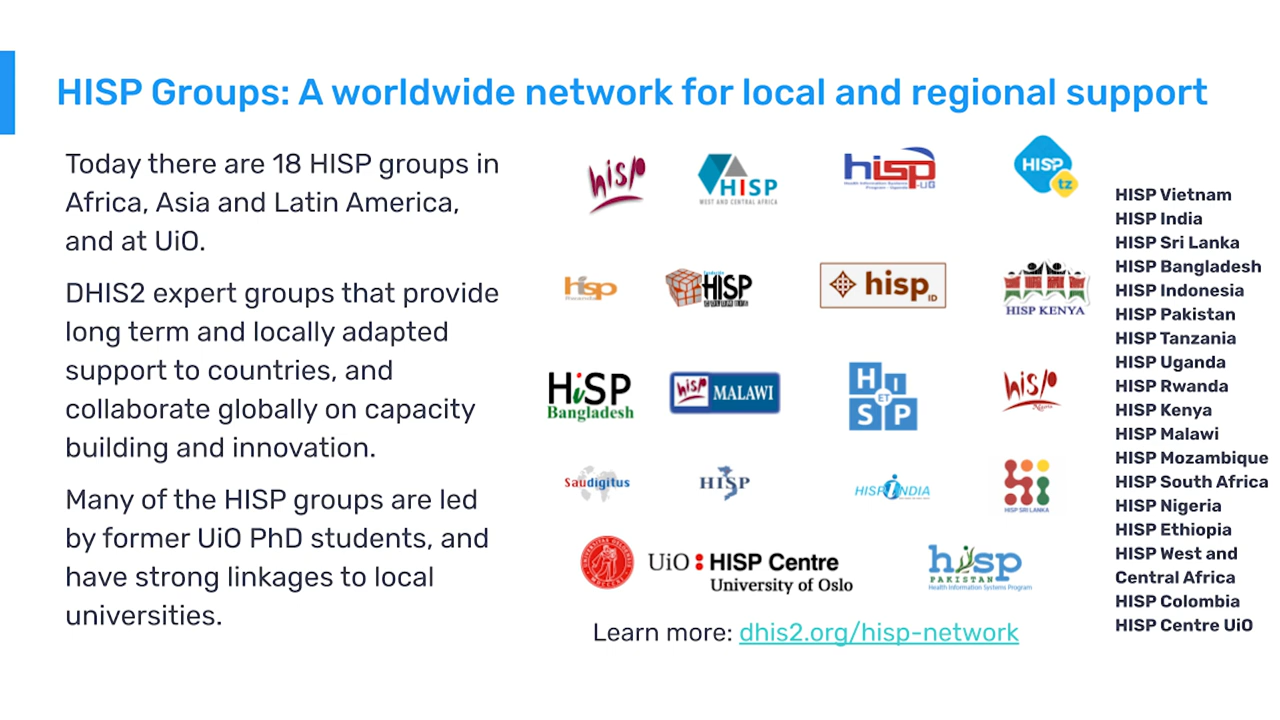 HISP Groups: A worldwide network for local and regional support
Today there are 18 HISP groups in
Africa, Asia and Latin America,
and at UiO.
DHIS2 expert groups that provide
long term and locally adapted
support to countries, and
collaborate globally on capacity
building and innovation.
Many of the HISP groups are led
by former UiO PhD students, and
have strong linkages to local
universities.
hisp
HISP
WEST AND CENTRAL AFRICA
hisp
-UG
Health Information Systems
Program - Uganda
HISP
tz
hisp
Rwanda
HISP
hisp
ID
HISP KENYA
HiSP
Bangladesh
hisp
MALAWI
H I
ET
S P
hisp
Nigeria
Saudigitus
HISP
HISP INDIA
HISP SRI LANKA
UiO : HISP Centre
University of Oslo
hisp
PAKISTAN
Health Information Systems Program
Learn more: dhis2.org/hisp-network
HISP Vietnam
HISP India
HISP Sri Lanka
HISP Bangladesh
HISP Indonesia
HISP Pakistan
HISP Tanzania
HISP Uganda
HISP Rwanda
HISP Kenya
HISP Malawi
HISP Mozambique
HISP South Africa
HISP Nigeria
HISP Ethiopia
HISP West and
Central Africa
HISP Colombia
HISP Centre UiO